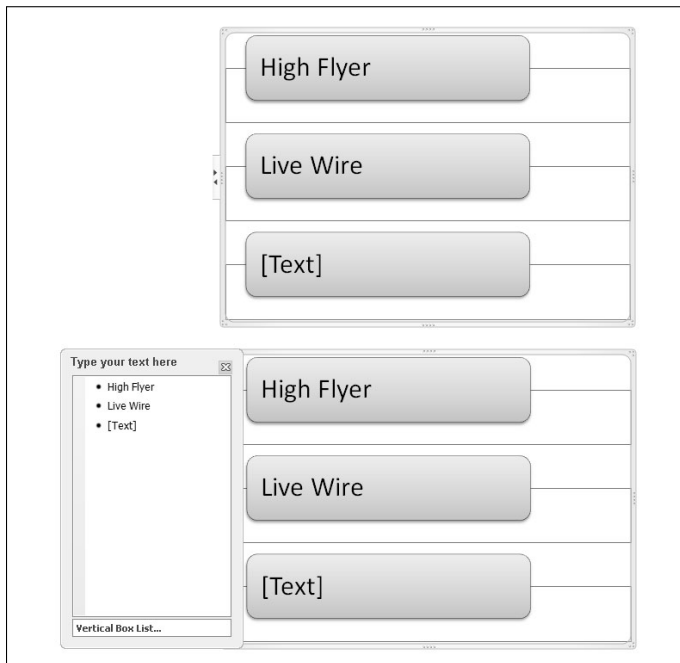 High Flyer
Live Wire
[Text]
Type your text here
• High Flyer
• Live Wire
• [Text]
Vertical Box List...
High Flyer
Live Wire
[Text]